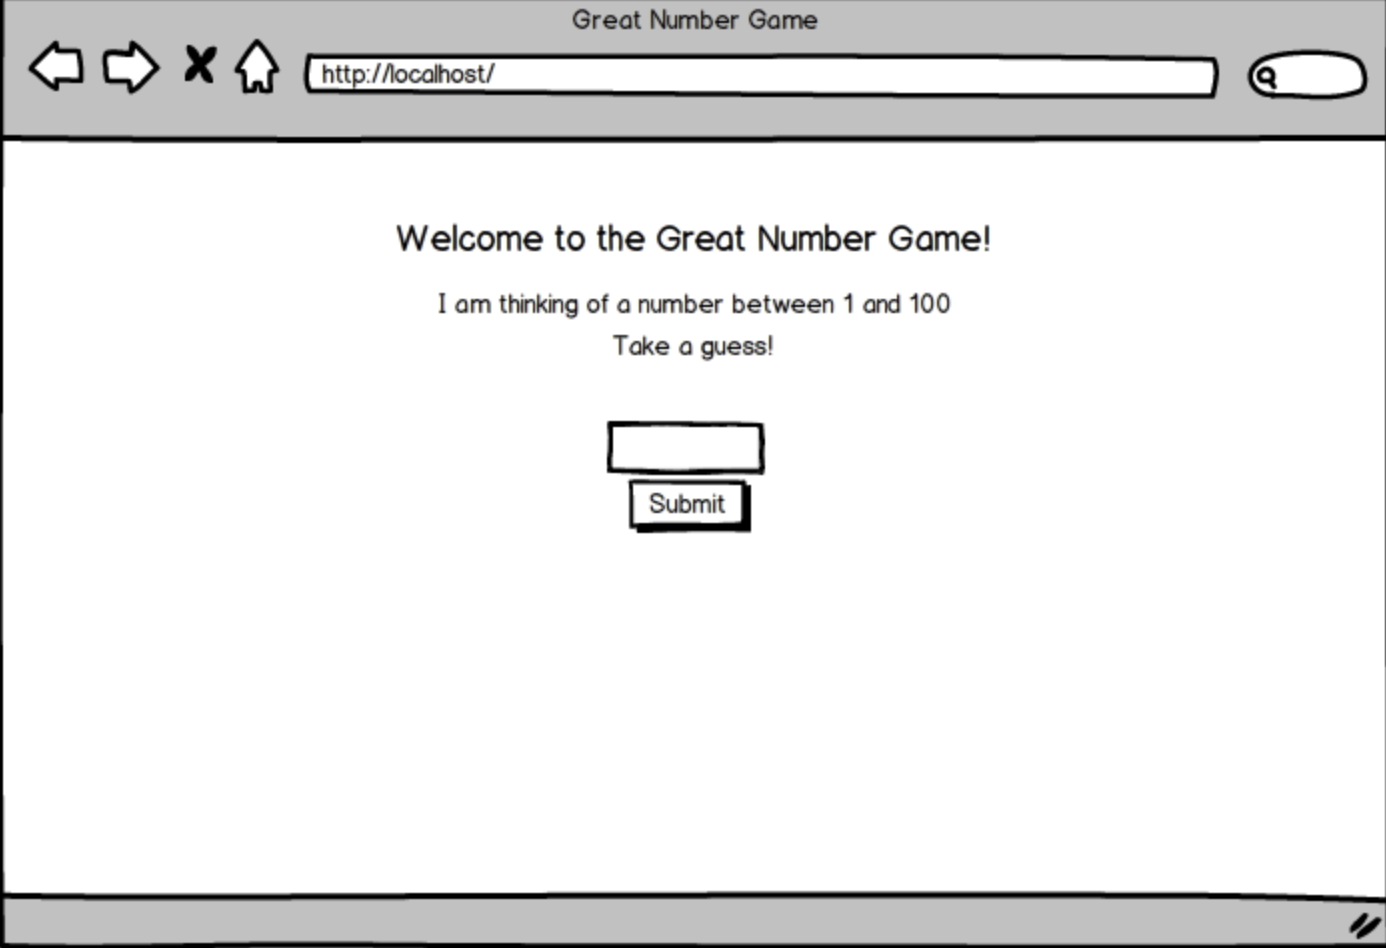 Great Number Game
http://localhost/
Welcome to the Great Number Game!
I am thinking of a number between 1 and 100
Take a guess!
Submit